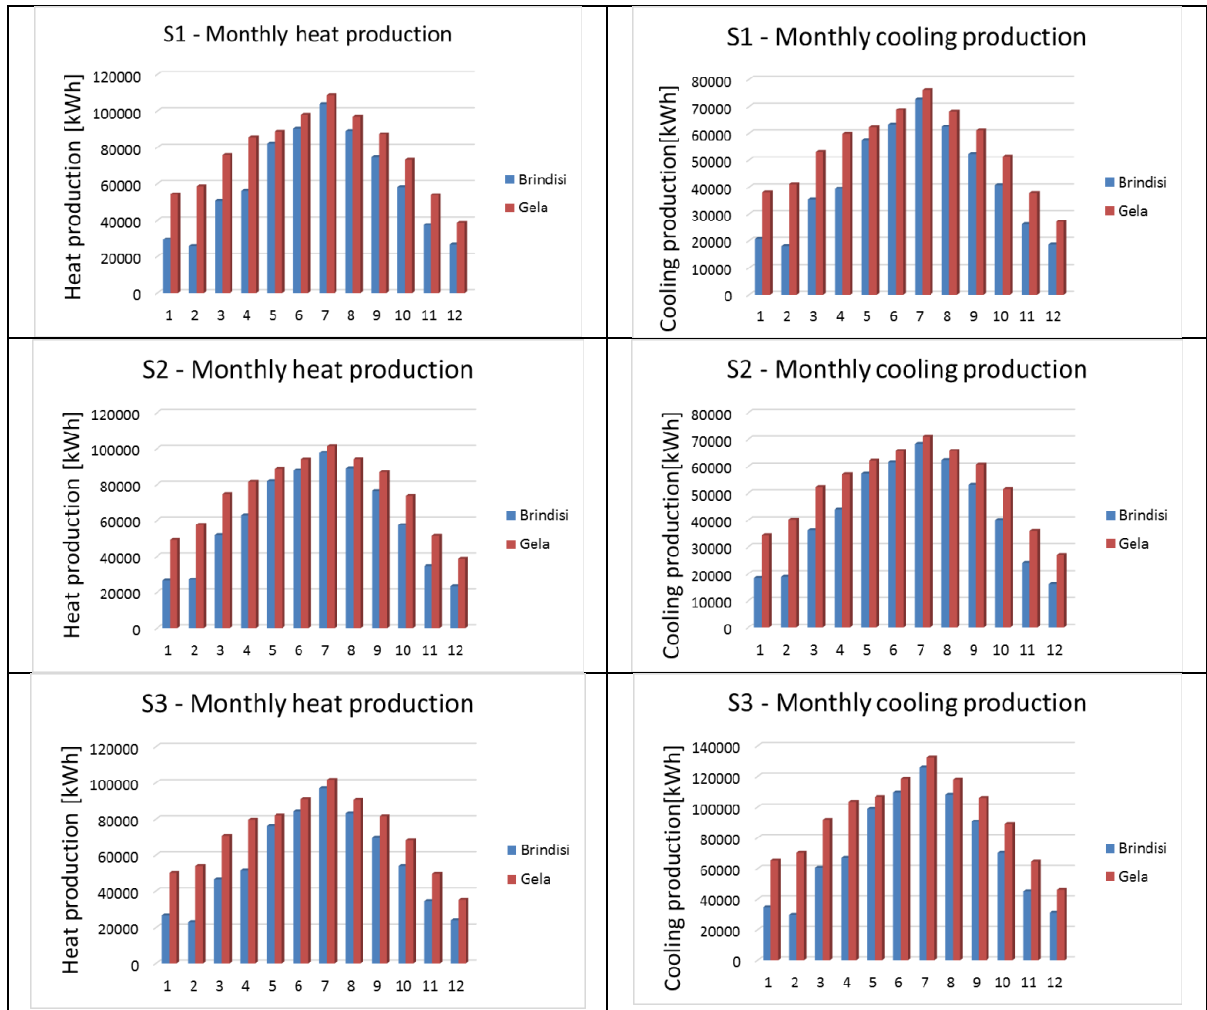 S1 - Monthly heat production
Heat production [kWh]
120000
100000
80000
60000
40000
20000
0
1 2 3 4 5 6 7 8 9 10 11 12
Brindisi
Gela
S1 - Monthly cooling production
Cooling production[kWh]
80000
70000
60000
50000
40000
30000
20000
10000
0
1 2 3 4 5 6 7 8 9 10 11 12
Brindisi
Gela
S2 - Monthly heat production
Heat production [kWh]
120000
100000
80000
60000
40000
20000
0
1 2 3 4 5 6 7 8 9 10 11 12
Brindisi
Gela
S2 - Monthly cooling production
Cooling production[kWh]
80000
70000
60000
50000
40000
30000
20000
10000
0
1 2 3 4 5 6 7 8 9 10 11 12
Brindisi
Gela
S3 - Monthly heat production
Heat production [kWh]
120000
100000
80000
60000
40000
20000
0
1 2 3 4 5 6 7 8 9 10 11 12
Brindisi
Gela
S3 - Monthly cooling production
Cooling production[kWh]
140000
120000
100000
80000
60000
40000
20000
0
1 2 3 4 5 6 7 8 9 10 11 12
Brindisi
Gela